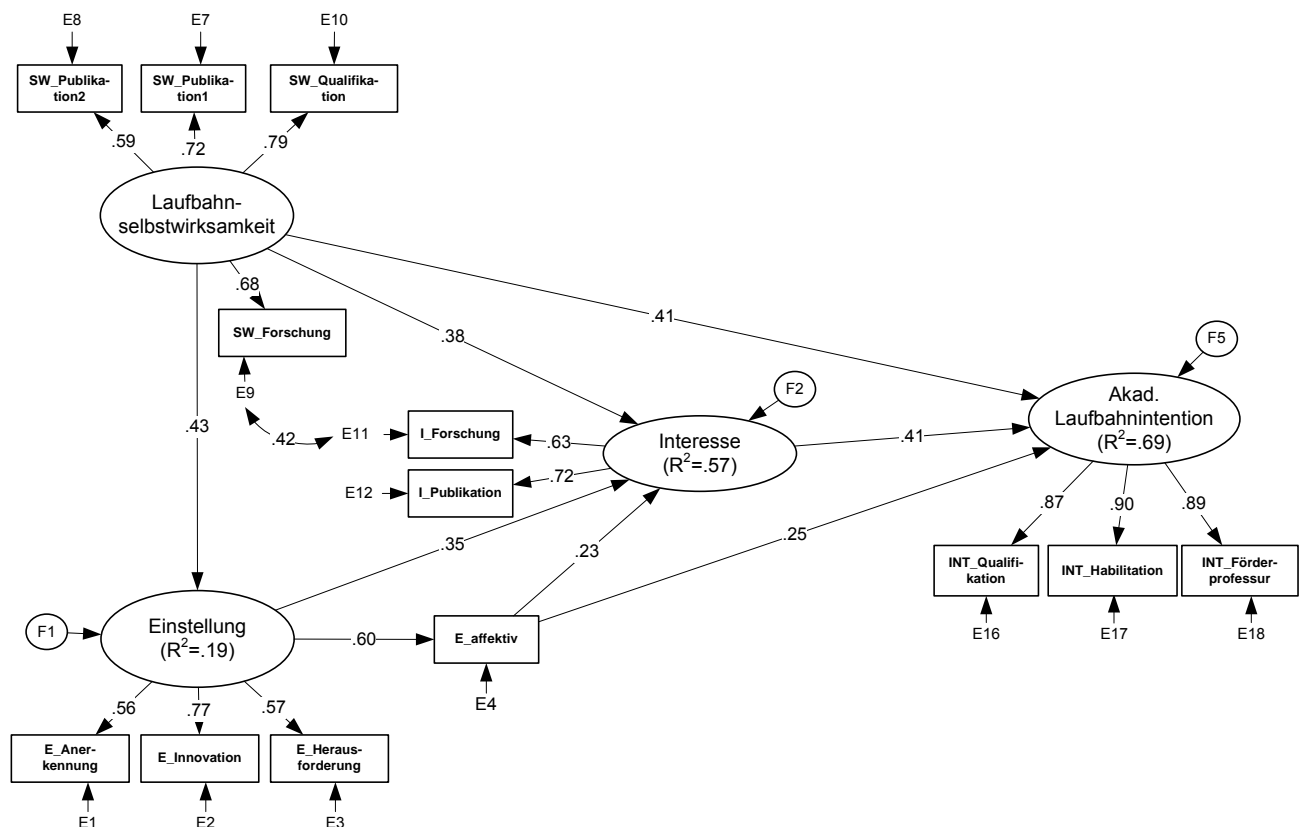 E8
E7
E10
SW_Publika-
tion2
SW_Publika-
tion1
SW_Qualifika-
tion
.59
.72
.79
Laufbahn-
selbstwirksamkeit
.68
SW_Forschung
E9
.43
.42
.38
.41
E11
I_Forschung
.63
E12
I_Publikation
.72
F2
Interesse
(R²=.57)
.41
F5
Akad.
Laufbahnintention
(R²=.69)
.87
.90
.89
INT_Qualifi-
kation
INT_Habilitation
INT_Förder-
professur
E16
E17
E18
.35
.23
.25
F1
Einstellung
(R²=.19)
.60
E_affektiv
E4
.56
.77
.57
E_Aner-
kennung
E_Innovation
E_Heraus-
forderung
E1
E2
E3